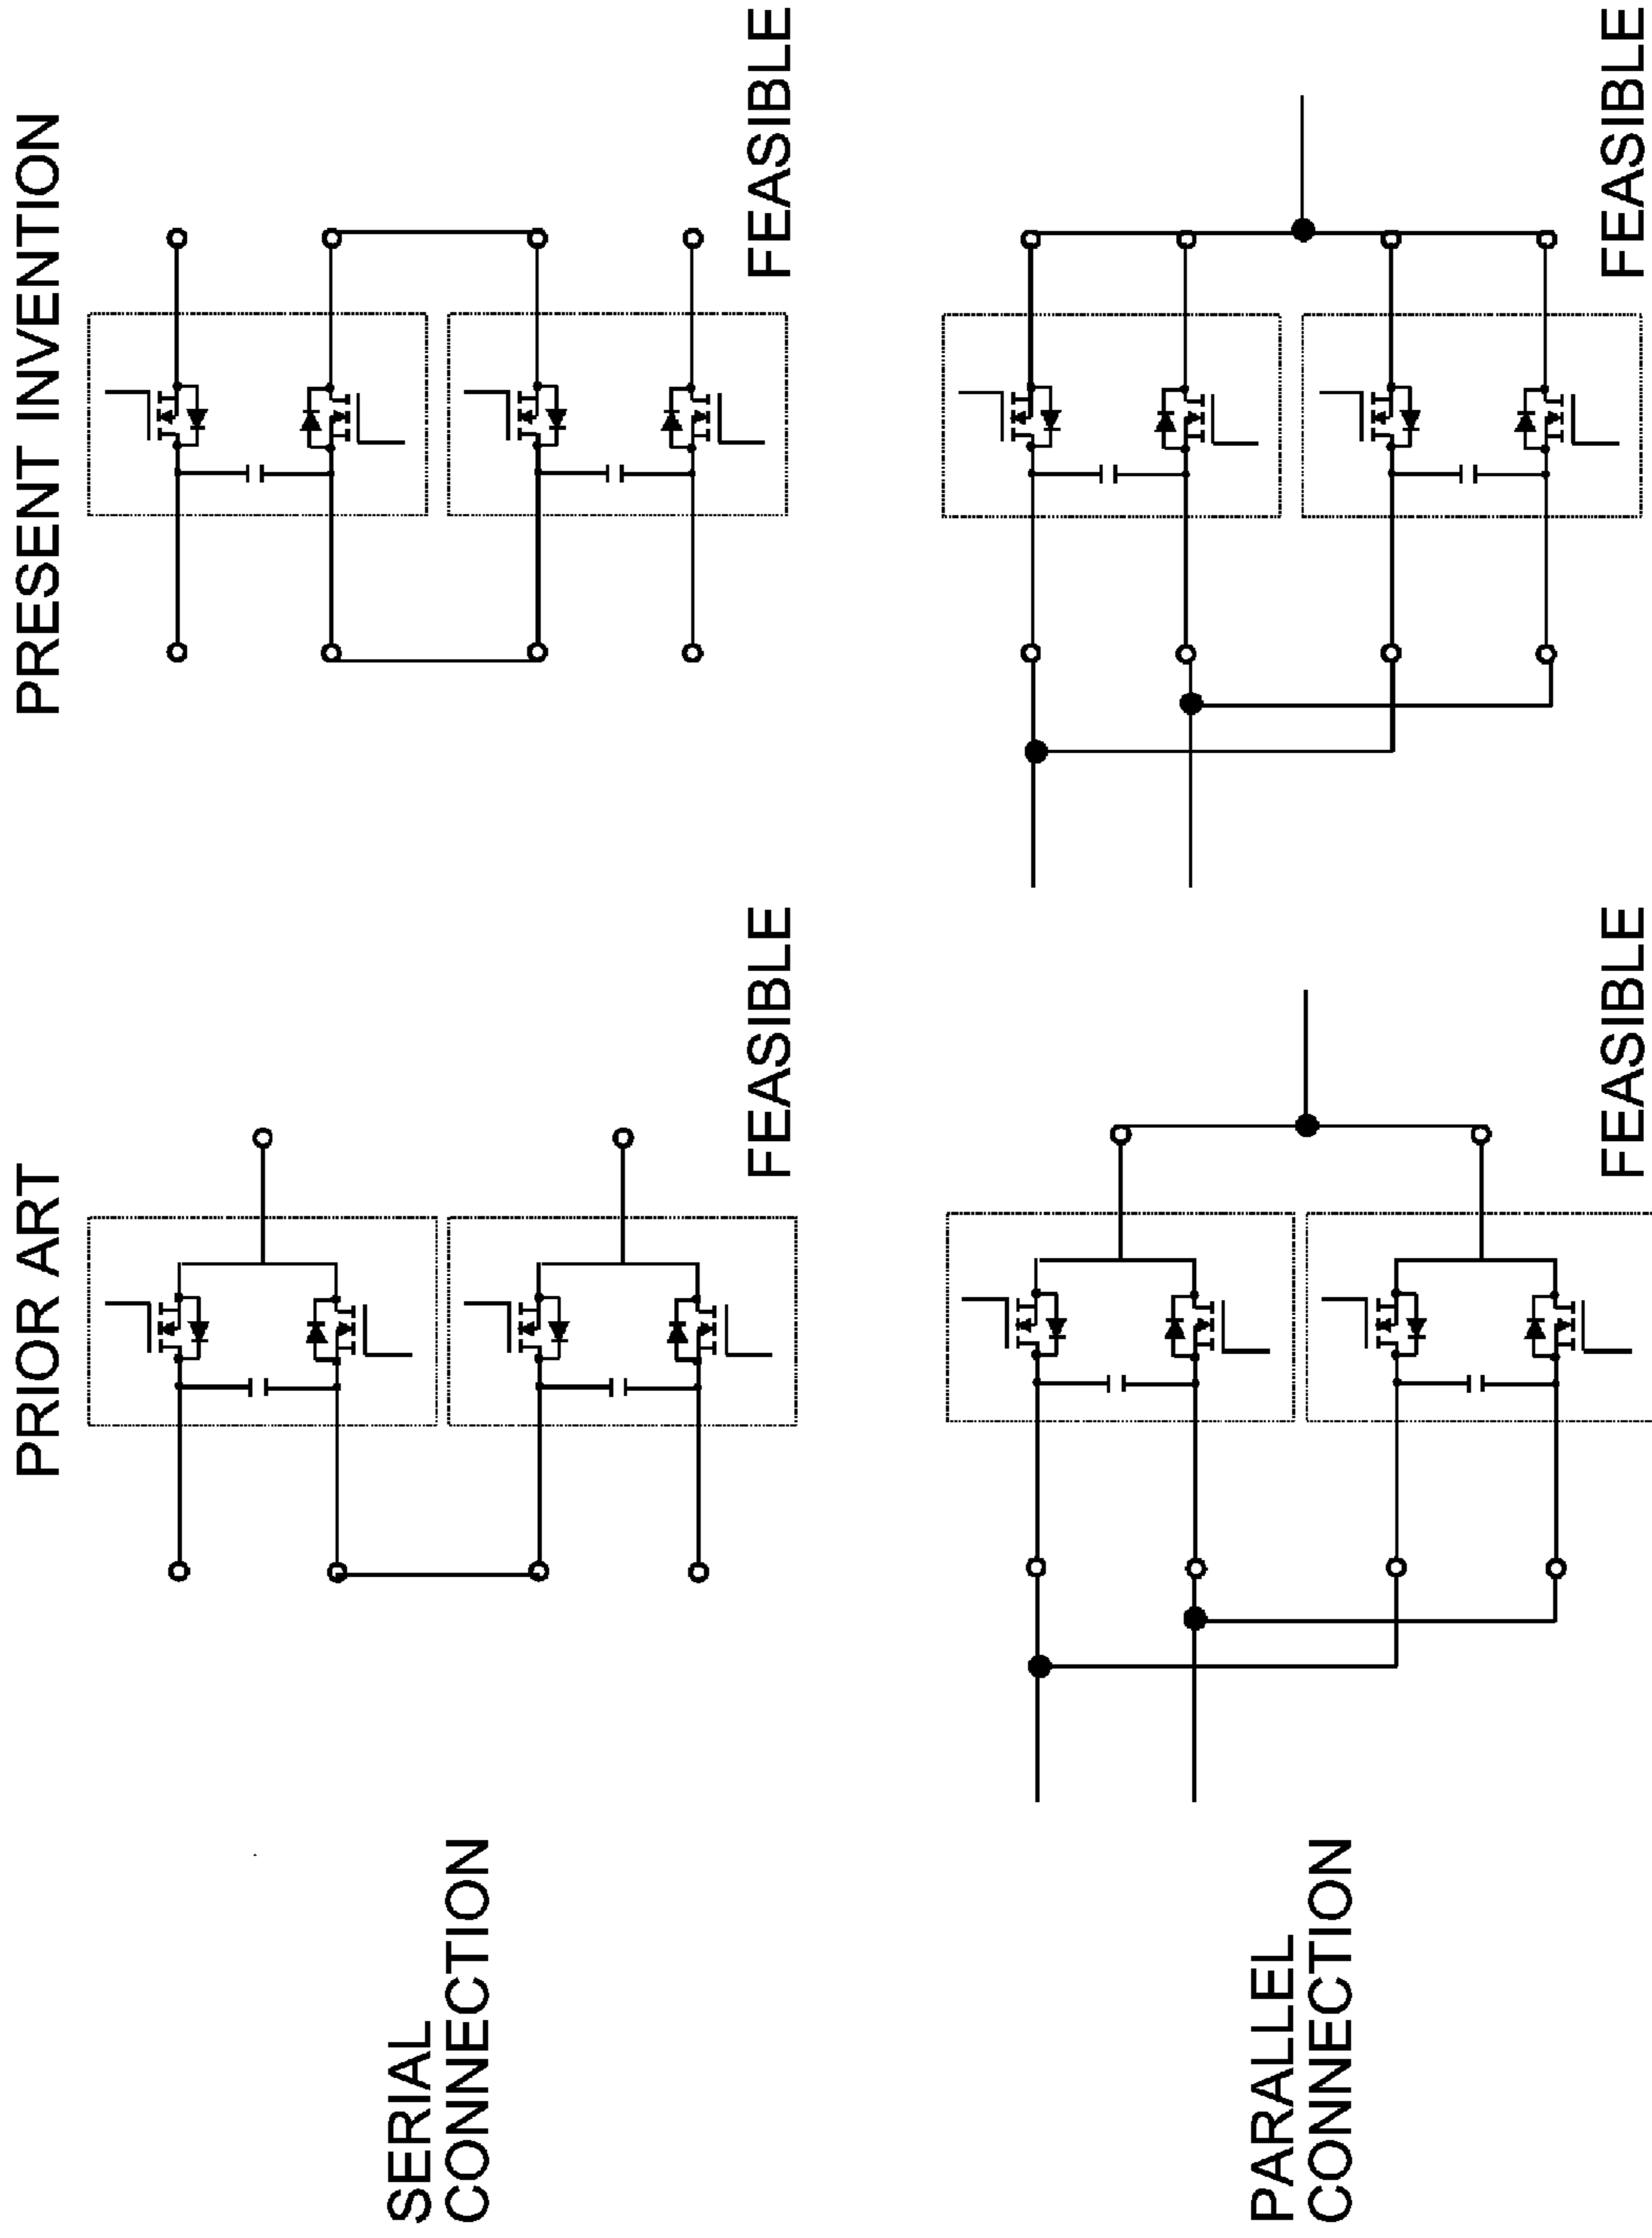 PRIOR ART
PRESENT INVENTION
SERIAL
CONNECTION
FEASIBLE
FEASIBLE
PARALLEL
CONNECTION
FEASIBLE
FEASIBLE